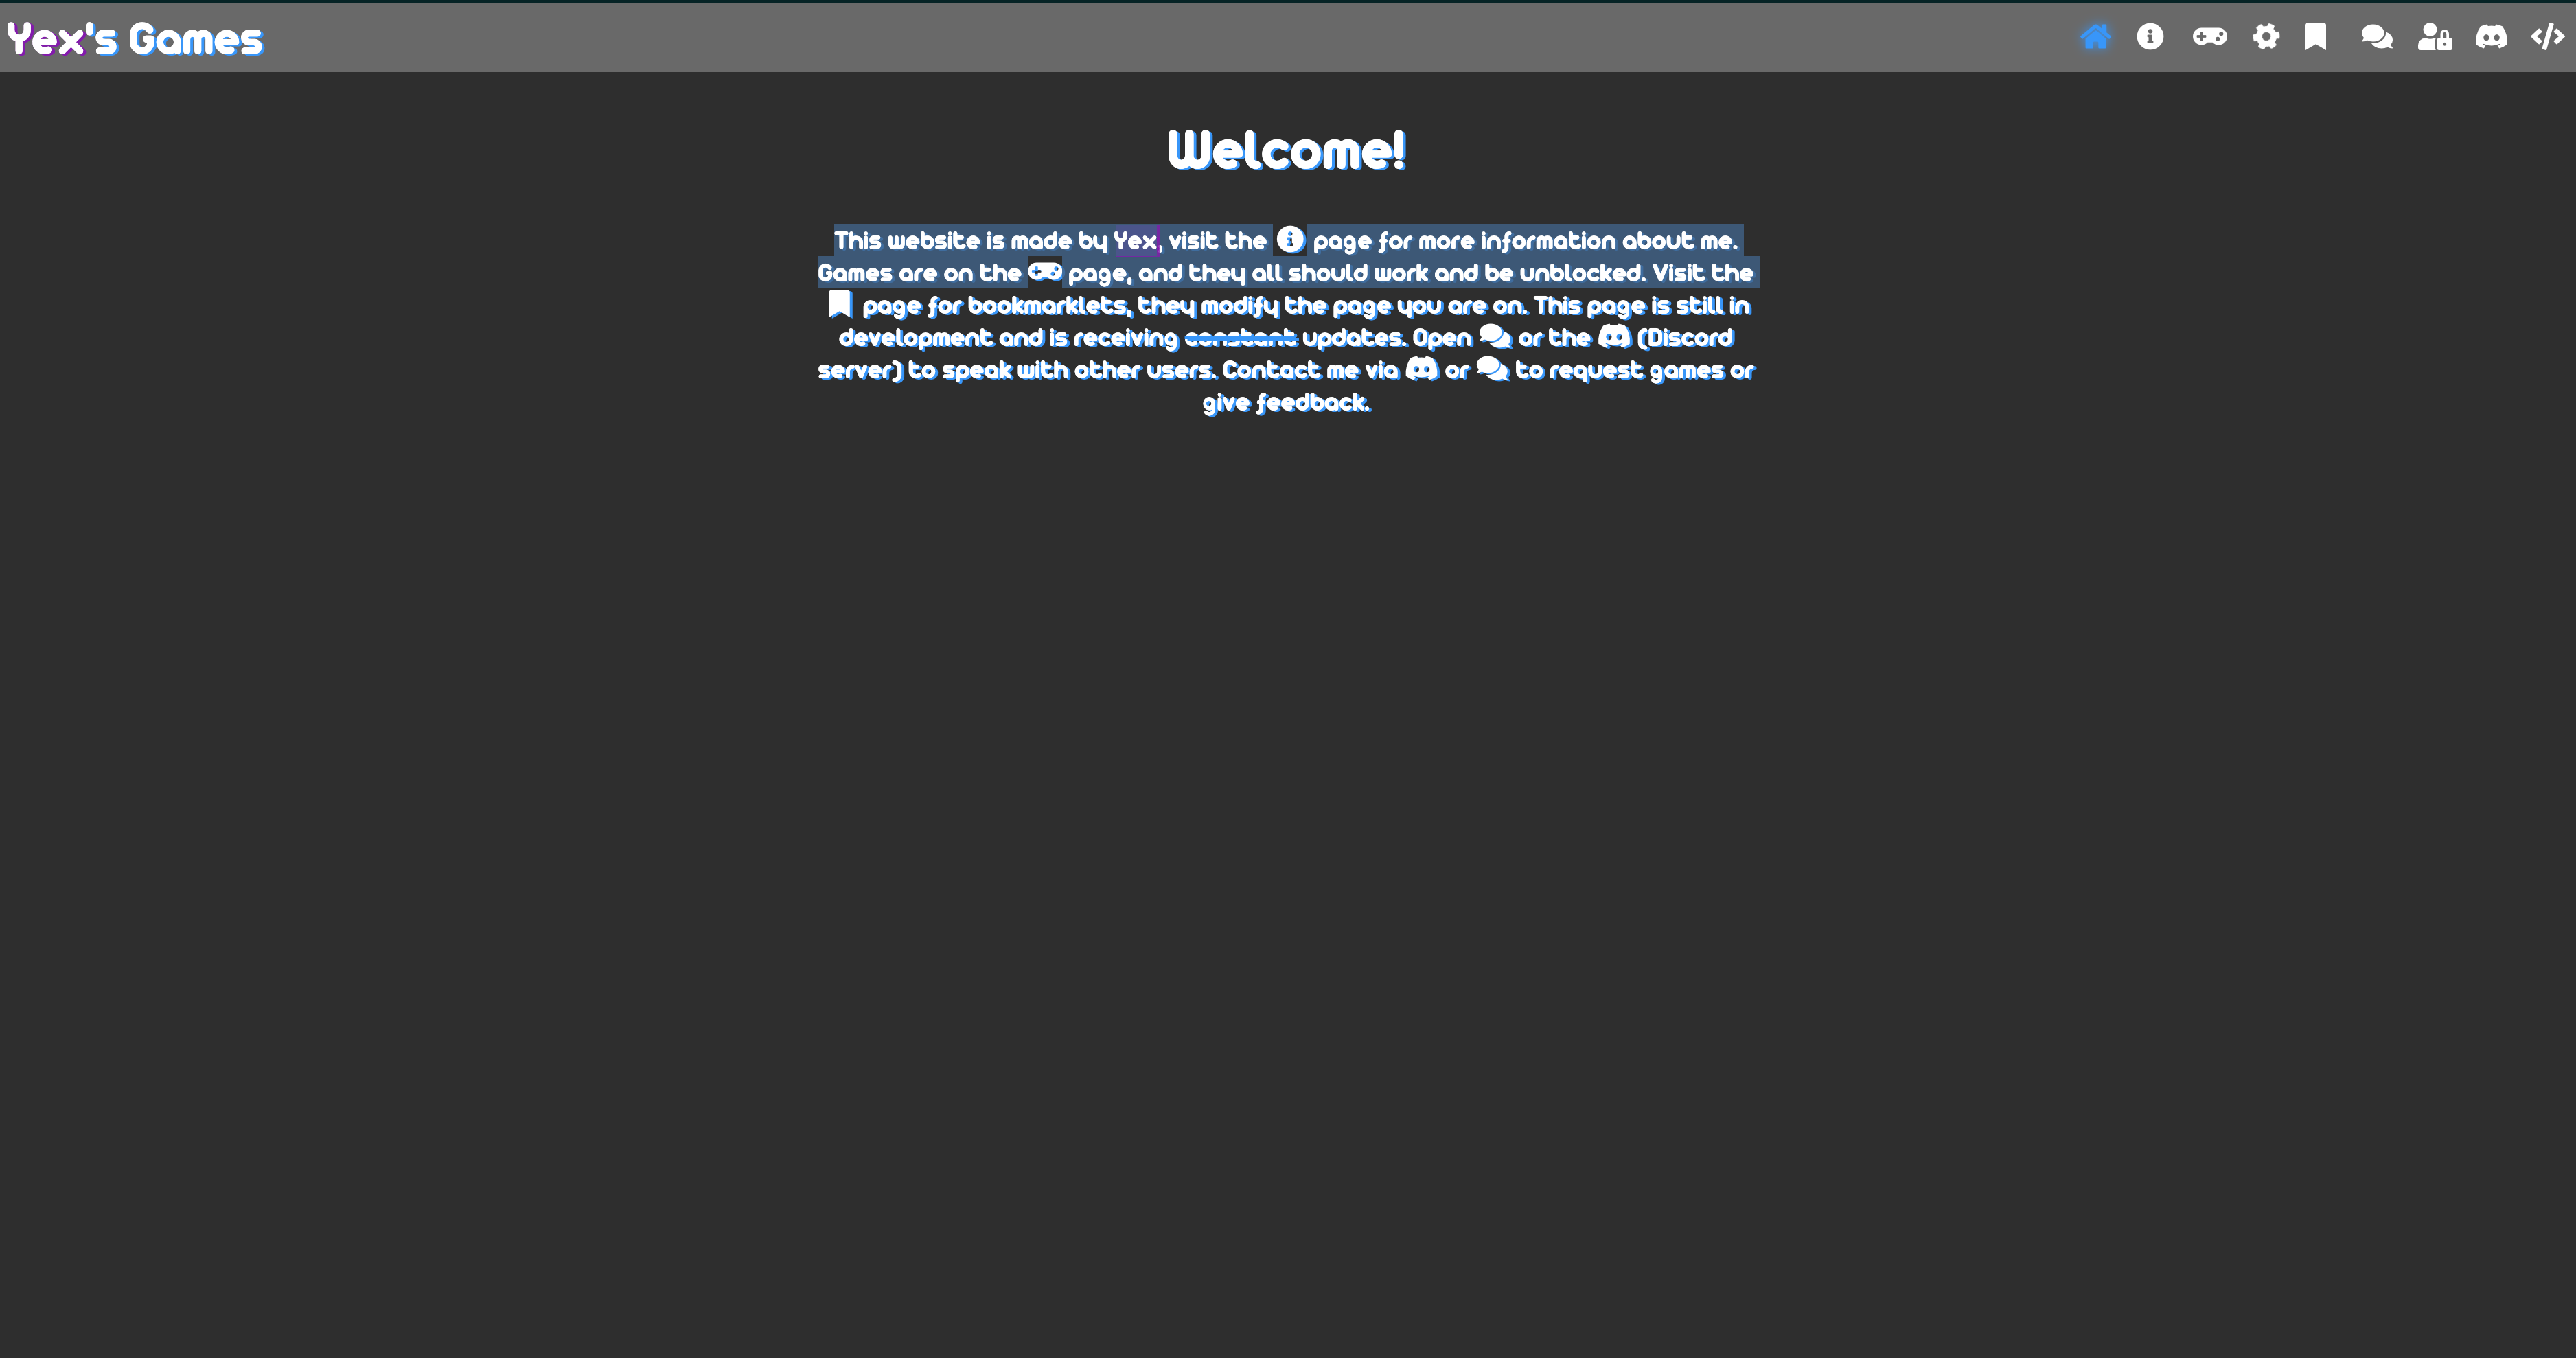 Yex's Games
Welcome!
This website is made by Yex, visit the page for more information about me.
Games are on the page, and they all should work and be unblocked. Visit the
page for bookmarklets, they modify the page you are on. This page is still in
development and is receiving constant updates. Open or the (Discord
server) to speak with other users. Contact me via or to request games or
give feedback.